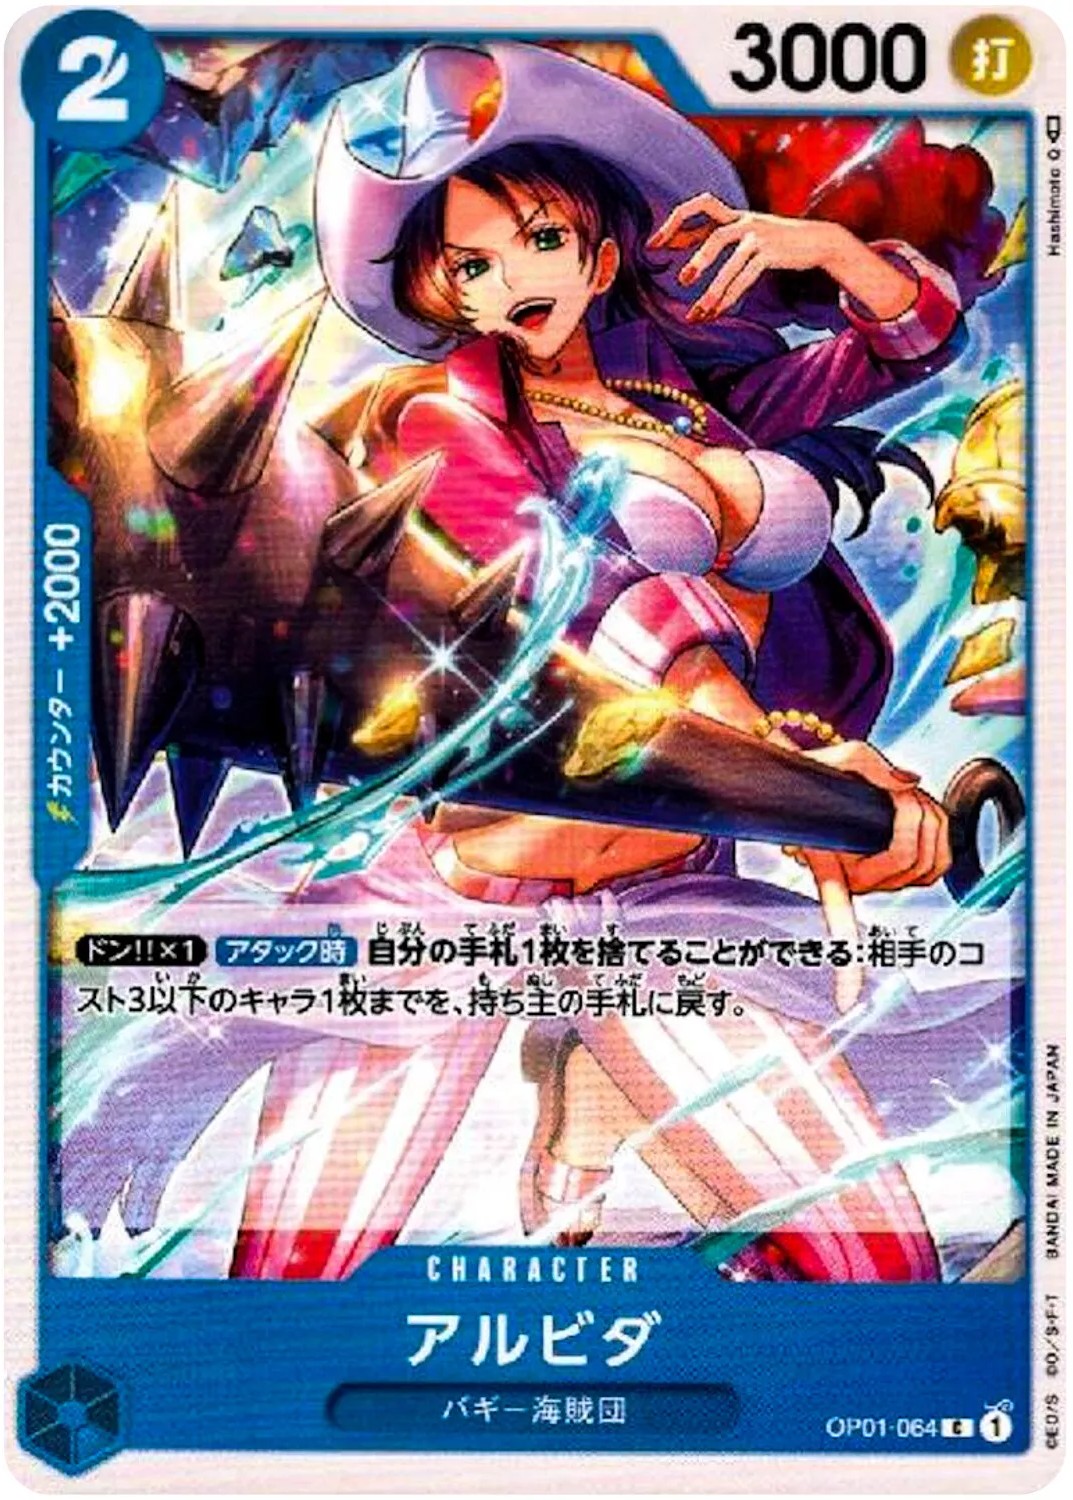 2
3000
打
Hashimoto Q
カウンター +2000
ドン!!×1 アタック時 自分の手札1枚を捨てることができる:相手のコ
スト3以下のキャラ1枚までを、持ち主の手札に戻す。
BANDAI MADE IN JAPAN
©EO/S ©O/S·F·T
CHARACTER
アルビダ
バギー海賊団
OP01-064 C 1